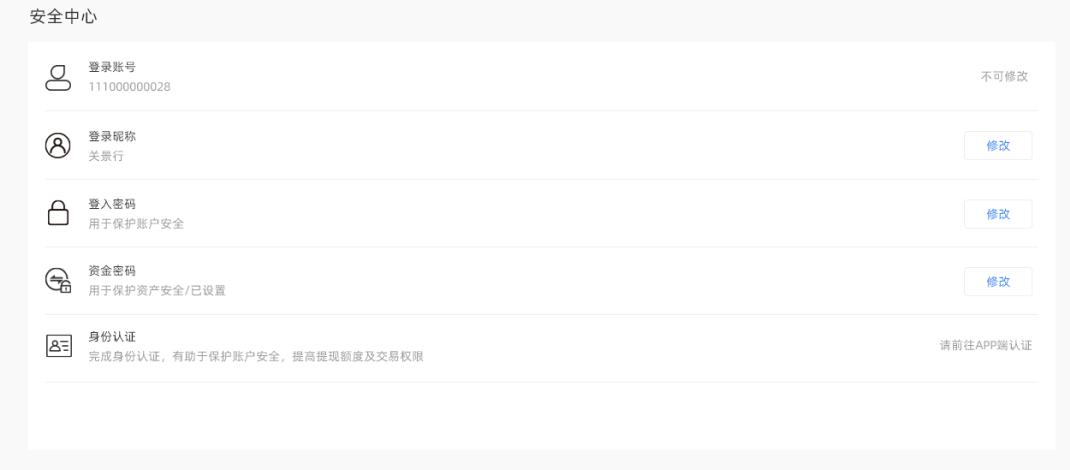 安全中心
登录账号
111000000028
不可修改
登录昵称
关景行
修改
登入密码
用于保护账户安全
修改
资金密码
用于保护资产安全/已设置
修改
身份认证
完成身份认证，有助于保护账户安全，提高提现额度及交易权限
请前往APP端认证